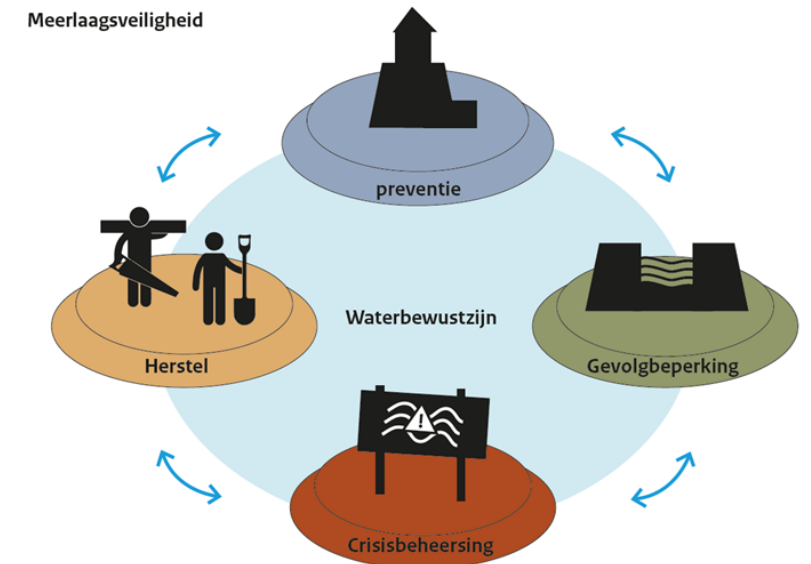 Meerlaagsveiligheid
preventie
Waterbewustzijn
Herstel
Gevolgbeperking
!
Crisisbeheersing